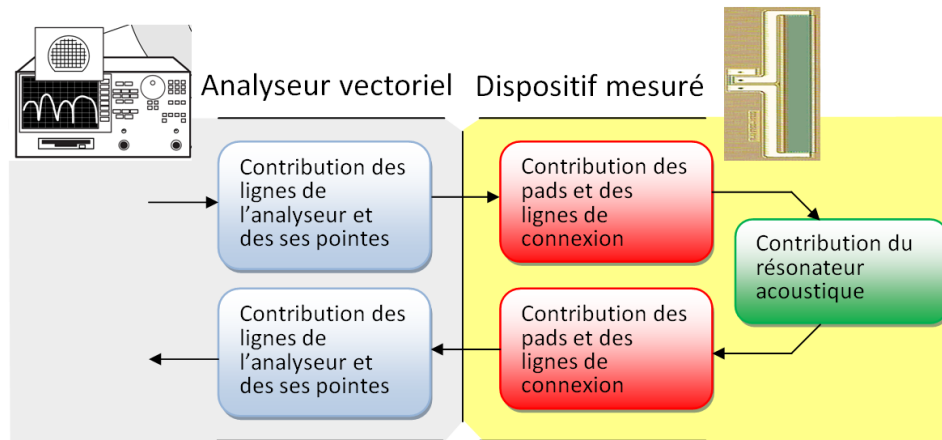 Analyseur vectoriel
Dispositif mesuré
Contribution des
lignes de
l'analyseur et
des ses pointes
Contribution des
pads et des
lignes de
connexion
Contribution du
résonateur
acoustique
Contribution des
lignes de
l'analyseur et
des ses pointes
Contribution des
pads et des
lignes de
connexion